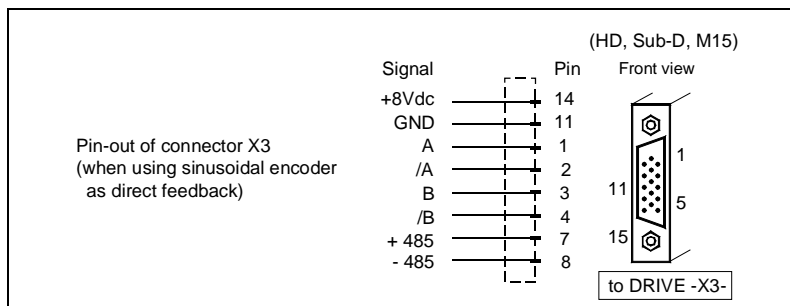 (HD, Sub-D, M15)
Signal Pin Front view
+8Vdc 14
GND 11
A 1
/A 2
B 3
/B 4
+ 485 7
- 485 8
Pin-out of connector X3
(when using sinusoidal encoder
as direct feedback)
1
11
5
15
to DRIVE -X3-